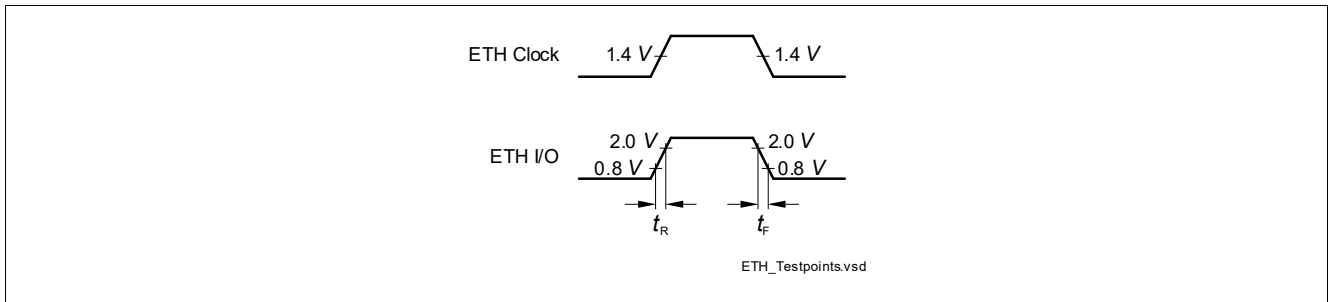 ETH Clock
1.4 V
1.4 V
ETH I/O
2.0 V
2.0 V
0.8 V
0.8 V
tR
tF
ETH_Testpoints.vsd